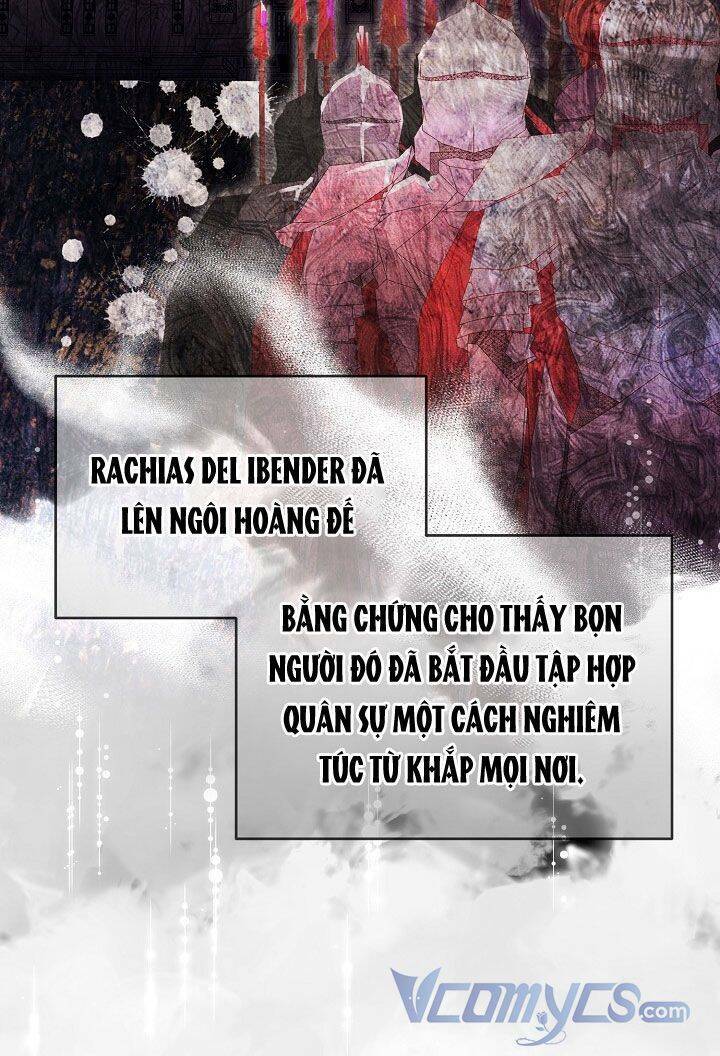 RACHIAS DEL IBENDER ĐÃ
LÊN NGÔI HOÀNG ĐẾ
BẰNG CHỨNG CHO THẤY BỌN
NGƯỜI ĐÓ ĐÃ BẮT ĐẦU TẬP HỢP
QUÂN SỰ MỘT CÁCH NGHIÊM
TÚC TỪ KHẮP MỌI NƠI.
VCOMYCS.com